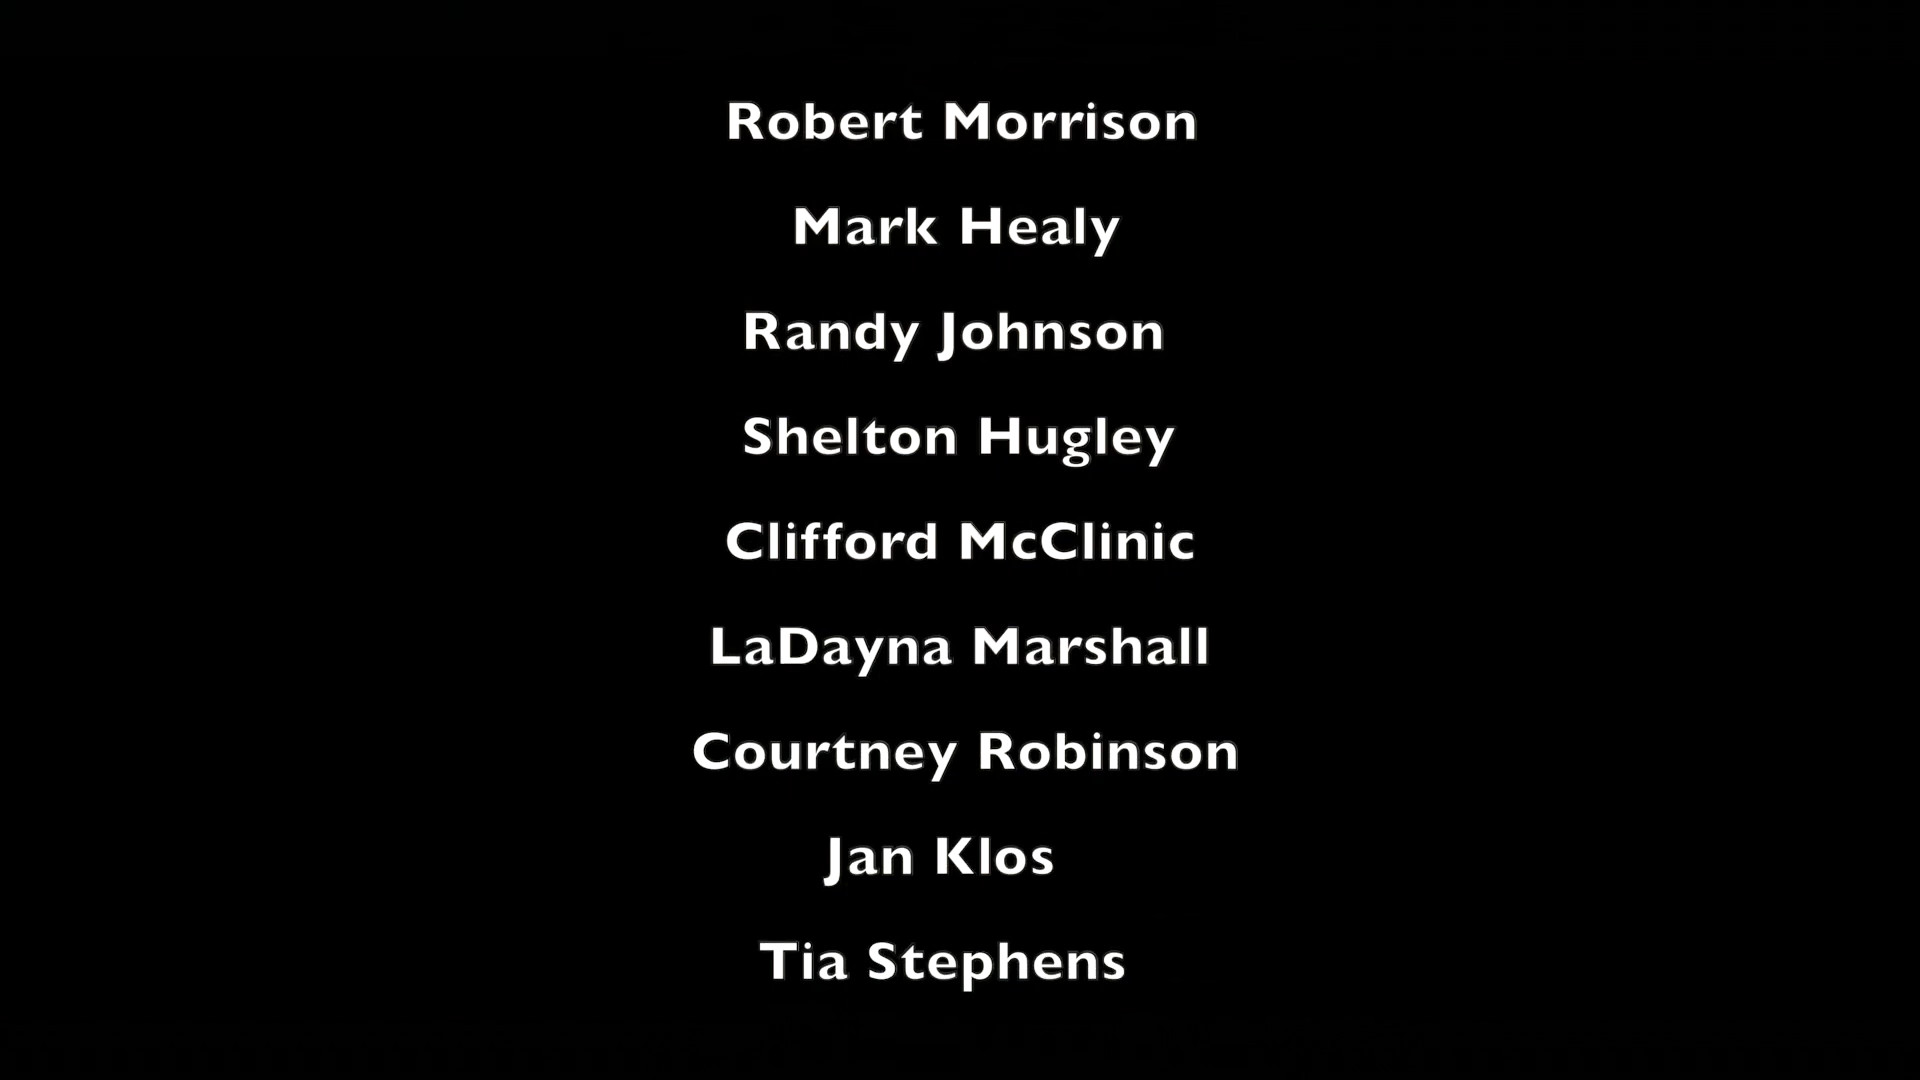 Robert Morrison
Mark Healy
Randy Johnson
Shelton Hugley
Clifford McClinic
LaDayna Marshall
Courtney Robinson
Jan Klos
Tia Stephens